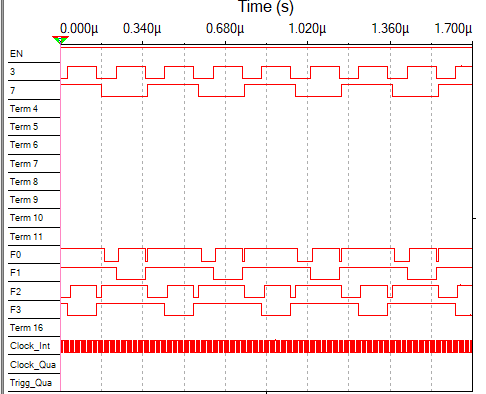 Time (s)
0.000µ 0.340µ 0.680µ 1.020µ 1.360µ 1.700µ
EN
3
7
Term 4
Term 5
Term 6
Term 7
Term 8
Term 9
Term 10
Term 11
F0
F1
F2
F3
Term 16
Clock_Int
Clock_Qua
Trigg_Qua